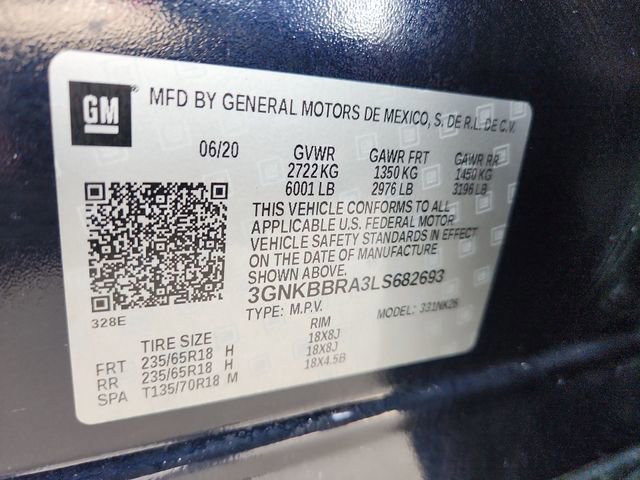 GM ® MFD BY GENERAL MOTORS DE MEXICO, S. DE R.L. DE C.V.
06/20 GVWR GAWR FRT GAWR RR
2722 KG 1350 KG 1450 KG
6001 LB 2976 LB 3196 LB
THIS VEHICLE CONFORMS TO ALL
APPLICABLE U.S. FEDERAL MOTOR
VEHICLE SAFETY STANDARDS IN EFFECT
ON THE DATE OF MANUFACTURE
SHOWN ABOVE.
3GNKBBRA3LS682693
328E TYPE: M.P.V. MODEL: 331NK26
TIRE SIZE RIM
FRT 235/65R18 H 18X8J
RR 235/65R18 H 18X8J
SPA T135/70R18 M 18X4.5B